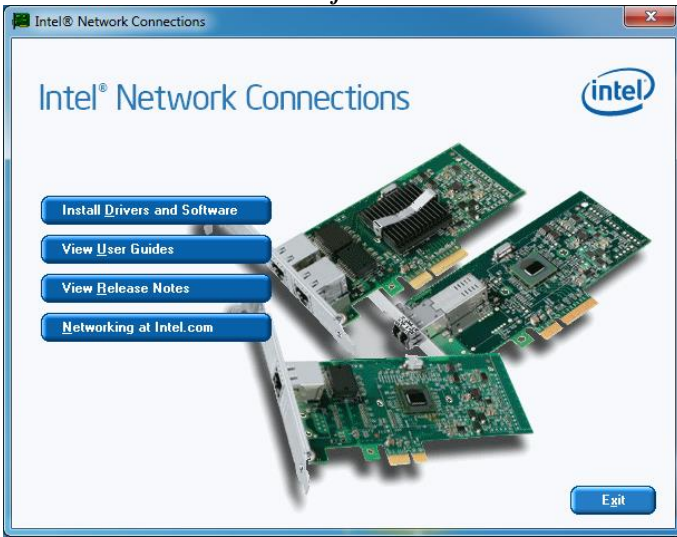 Intel® Network Connections
Intel® Network Connections
intel
Install Drivers and Software
View User Guides
View Release Notes
Networking at Intel.com
Exit